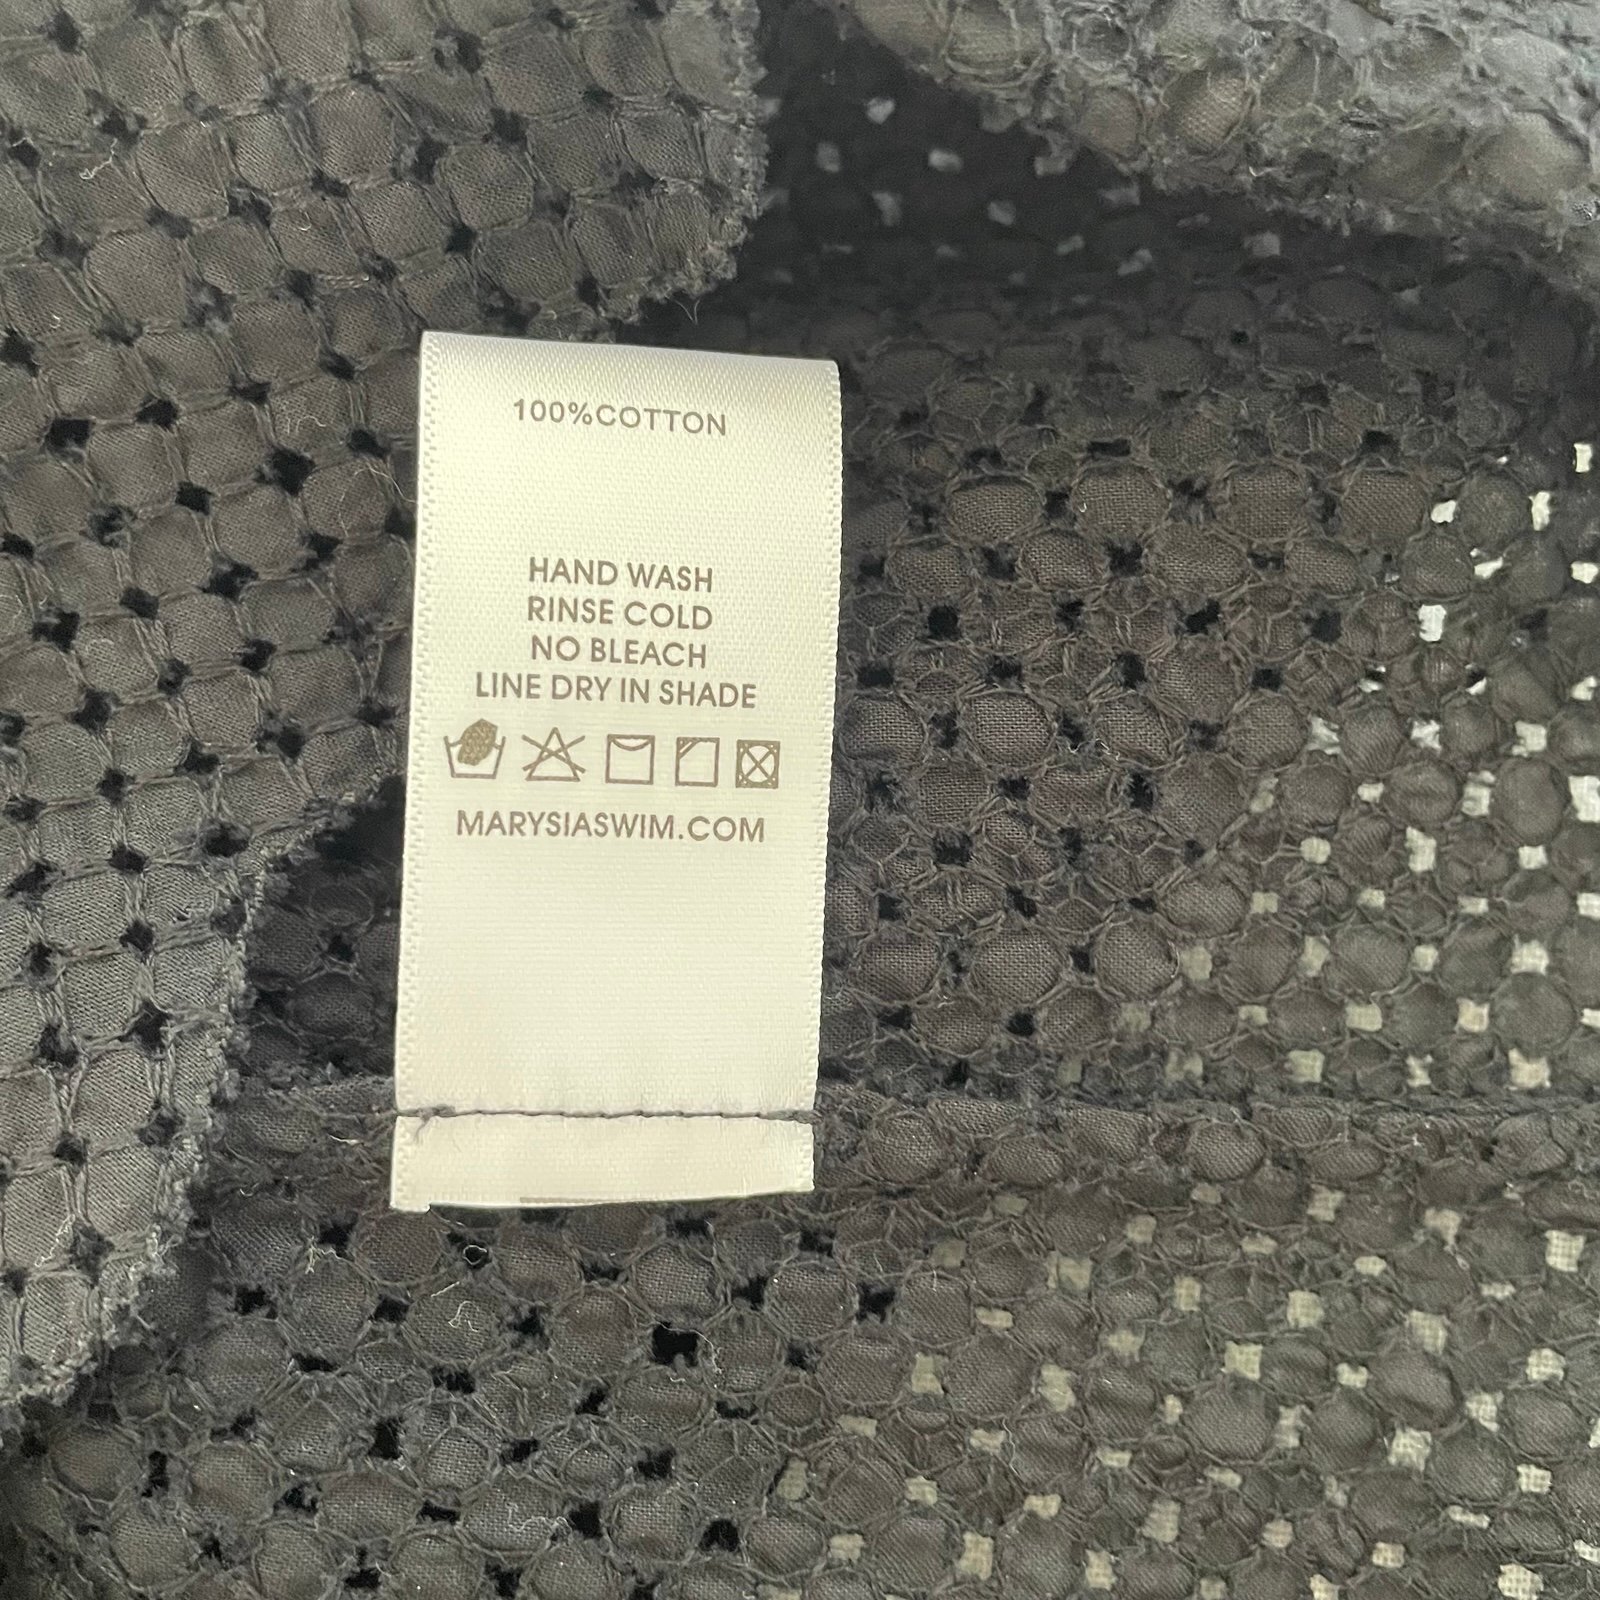 100%COTTON
HAND WASH
RINSE COLD
NO BLEACH
LINE DRY IN SHADE
MARYSIASWIM.COM